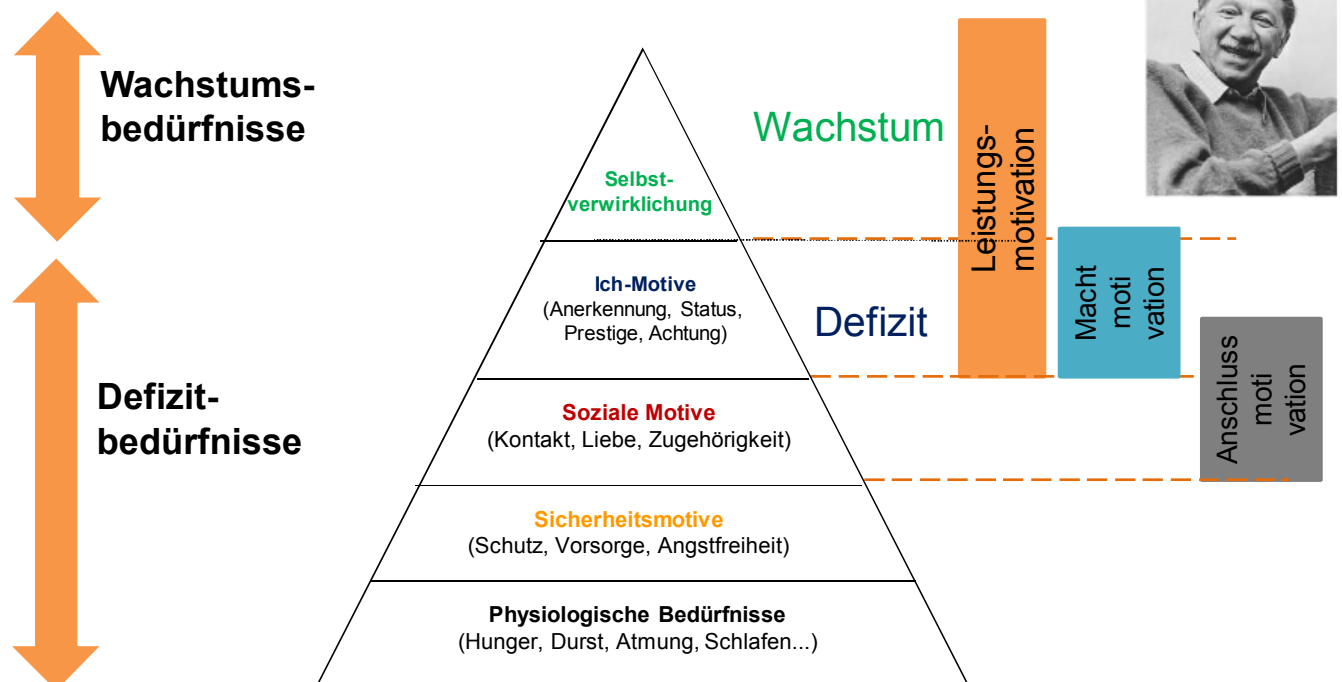 Wachstums-
bedürfnisse
Defizit-
bedürfnisse
Selbst-
verwirklichung
Ich-Motive
(Anerkennung, Status,
Prestige, Achtung)
Soziale Motive
(Kontakt, Liebe, Zugehörigkeit)
Sicherheitsmotive
(Schutz, Vorsorge, Angstfreiheit)
Physiologische Bedürfnisse
(Hunger, Durst, Atmung, Schlafen...)
Wachstum
Defizit
Leistungs-
motivation
Macht
moti
vation
Anschluss
moti
vation